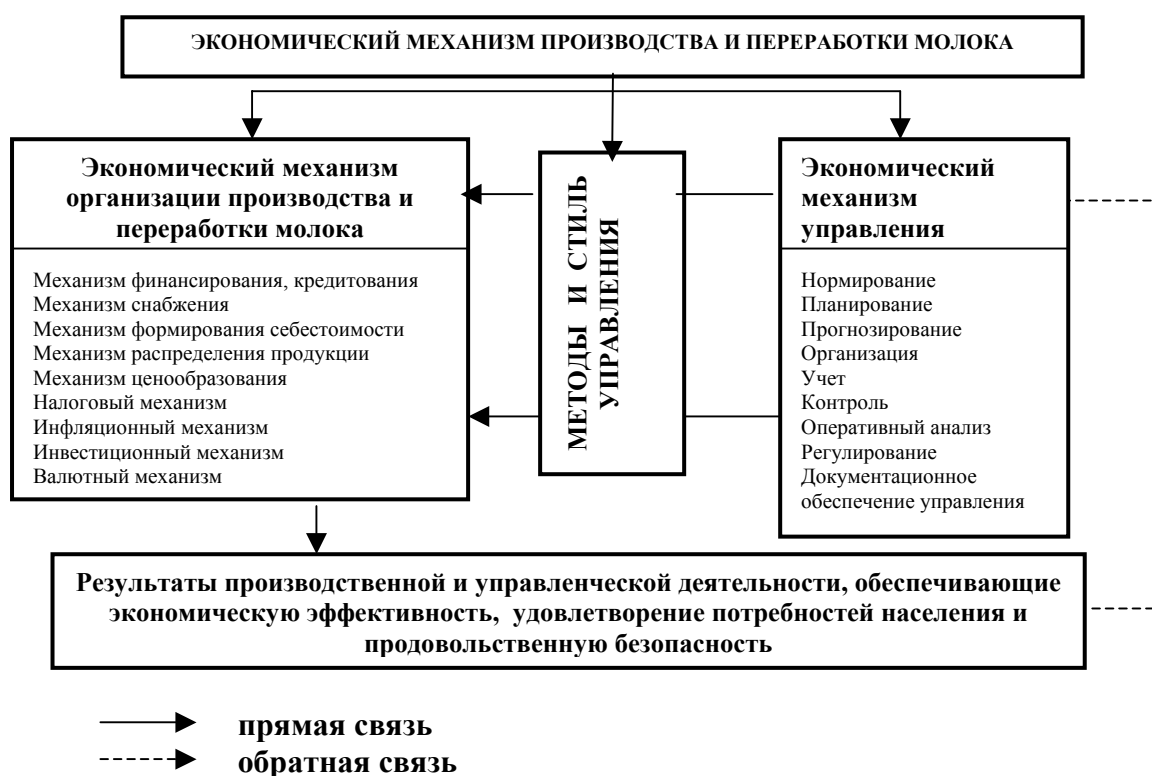 ЭКОНОМИЧЕСКИЙ МЕХАНИЗМ ПРОИЗВОДСТВА И ПЕРЕРАБОТКИ МОЛОКА
Экономический механизм
организации производства и
переработки молока
Механизм финансирования, кредитования
Механизм снабжения
Механизм формирования себестоимости
Механизм распределения продукции
Механизм ценообразования
Налоговый механизм
Инфляционный механизм
Инвестиционный механизм
Валютный механизм
МЕТОДЫ И СТИЛЬ
УПРАВЛЕНИЯ
Экономический
механизм
управления
Нормирование
Планирование
Прогнозирование
Организация
Учет
Контроль
Оперативный анализ
Регулирование
Документационное
обеспечение управления
Результаты производственной и управленческой деятельности, обеспечивающие
экономическую эффективность, удовлетворение потребностей населения и
продовольственную безопасность
прямая связь
обратная связь